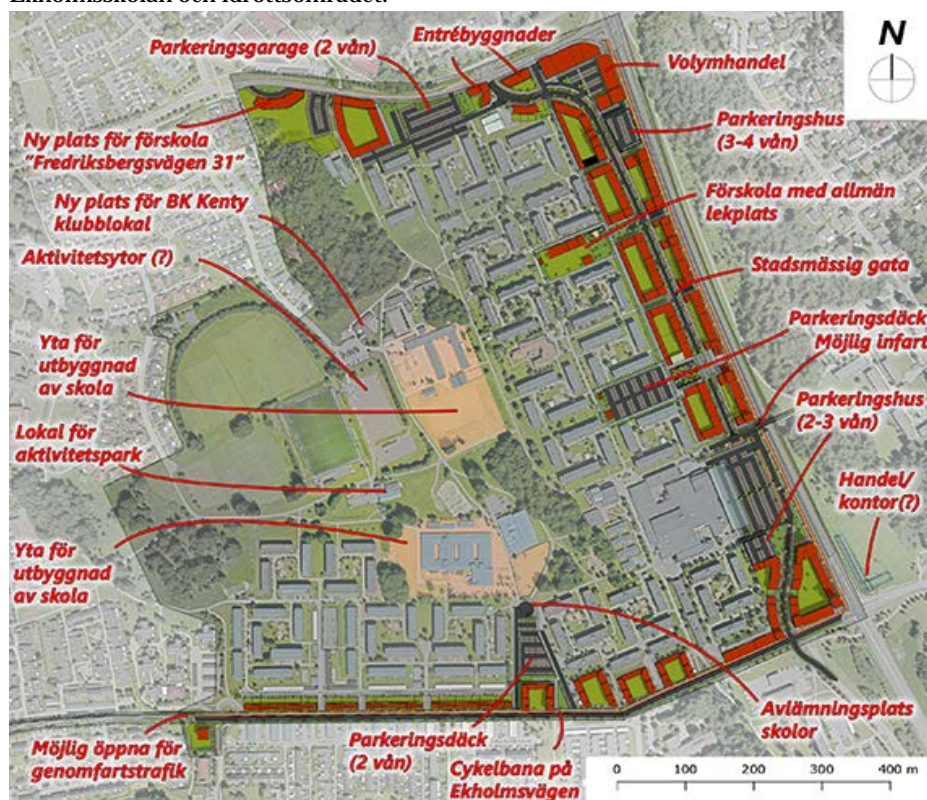 Ekholmsskolan och idrottsområdet.
Parkeringsgarage (2 vån)
Entrébyggnader
N
Volymhandel
Ny plats för förskola
"Fredriksbergsvägen 31"
Parkeringshus
(3-4 vån)
Ny plats för BK Kenty
klubblokal
Förskola med allmän
lekplats
Aktivitetsytor (?)
Stadsmässig gata
Yta för
utbyggnad
av skola
Parkeringsdäck
Möjlig infart
Parkeringshus
(2-3 vån)
Lokal för
aktivitetspark
Handel/
kontor(?)
Yta för
utbyggnad
av skola
Möjlig öppna för
genomfartstrafik
Parkeringsdäck
(2 vån)
Cykelbana på
Ekholmsvägen
Avlämningsplats
skolor
0 100 200 300 400 m